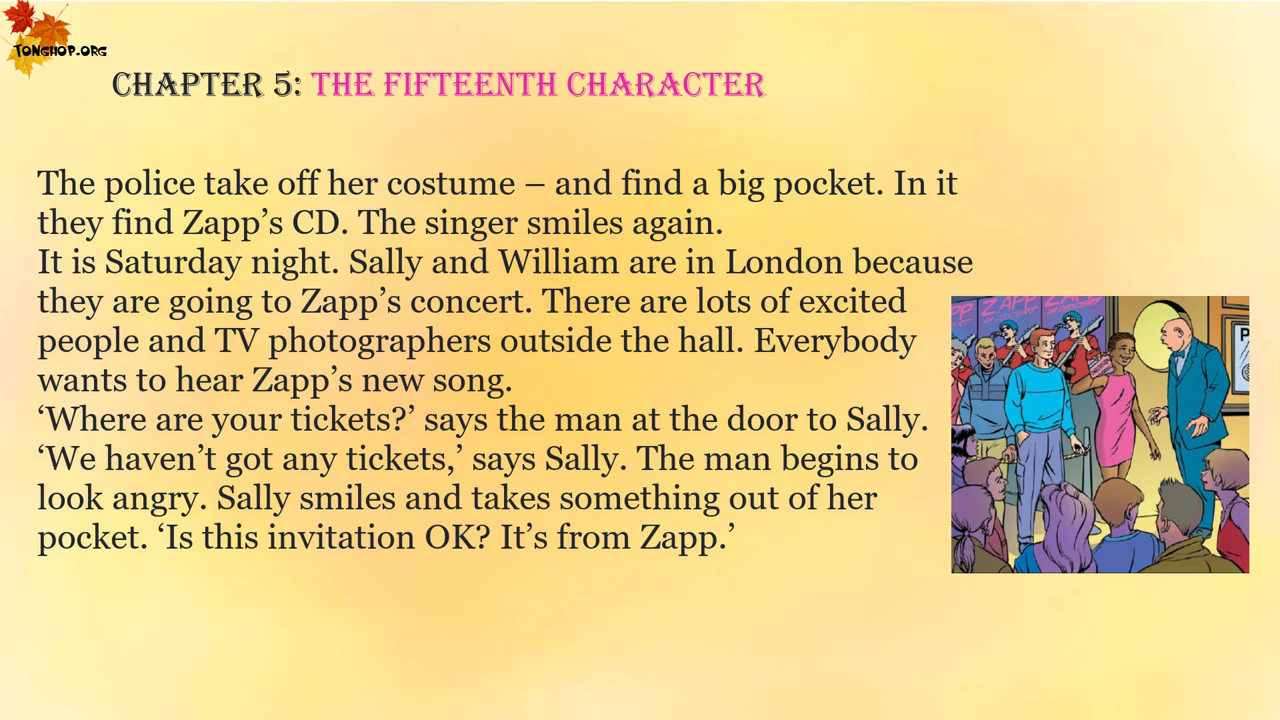 TONGHOP.ORG
CHAPTER 5: THE FIFTEENTH CHARACTER
The police take off her costume – and find a big pocket. In it
they find Zapp’s CD. The singer smiles again.
It is Saturday night. Sally and William are in London because
they are going to Zapp’s concert. There are lots of excited
people and TV photographers outside the hall. Everybody
wants to hear Zapp’s new song.
‘Where are your tickets?’ says the man at the door to Sally.
‘We haven’t got any tickets,’ says Sally. The man begins to
look angry. Sally smiles and takes something out of her
pocket. ‘Is this invitation OK? It’s from Zapp.’
ZAPP